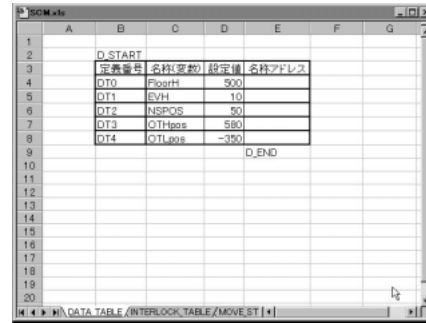 SCM.xls
A B C D E F G
1
2 D_START
3 定義番号 名称(変数) 設定値 名称アドレス
4 DT0 FloorH 500
5 DT1 EVH 10
6 DT2 NSPOS 50
7 DT3 OTHpos 580
8 DT4 OTLpos -350
9 D_END
10
11
12
13
14
15
16
17
18
19
20
DATA TABLE / INTERLOCK_TABLE / MOVE_ST